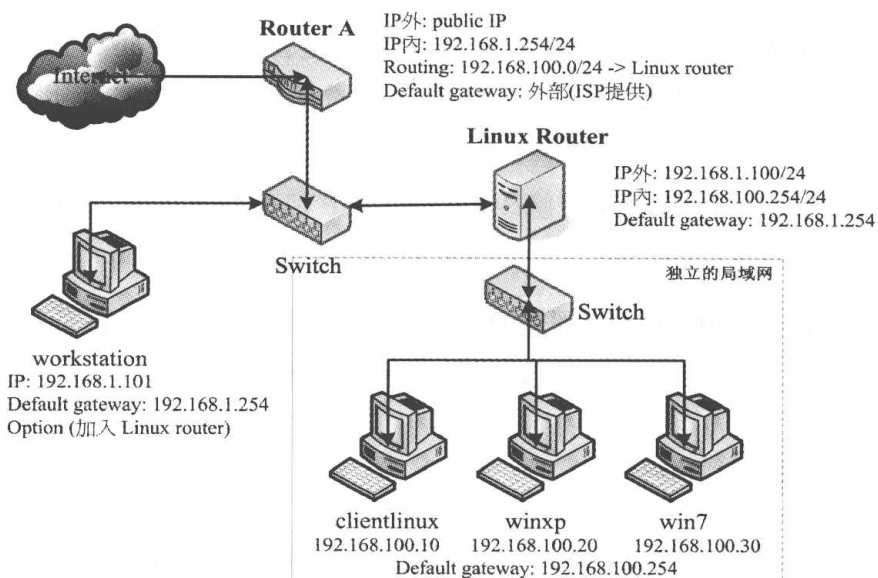 Router A
IP外: public IP
IP內: 192.168.1.254/24
Routing: 192.168.100.0/24 -> Linux router
Default gateway: 外部(ISP提供)
Internet
Linux Router
IP外: 192.168.1.100/24
IP內: 192.168.100.254/24
Default gateway: 192.168.1.254
Switch
独立的局域网
Switch
workstation
IP: 192.168.1.101
Default gateway: 192.168.1.254
Option (加入 Linux router)
clientlinux
winxp
win7
192.168.100.10
192.168.100.20
192.168.100.30
Default gateway: 192.168.100.254